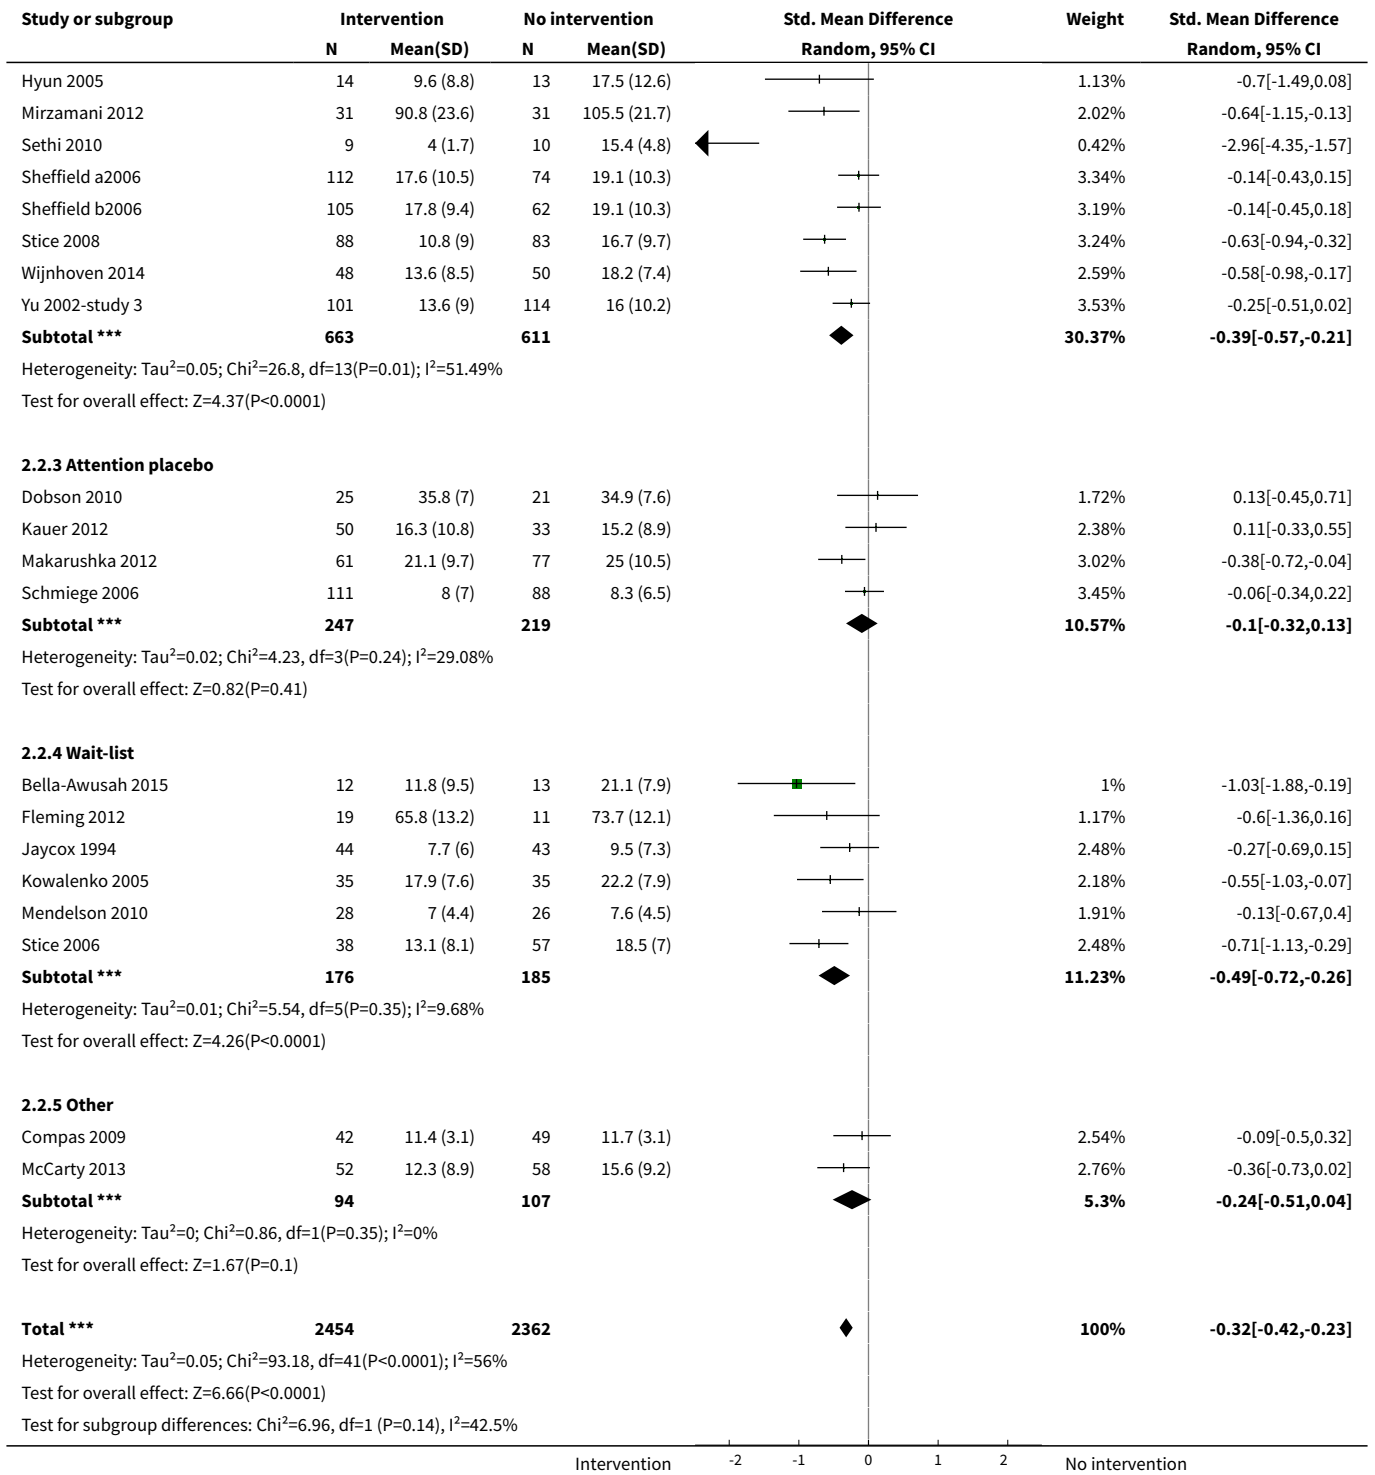 Study or subgroup Intervention No intervention Std. Mean Difference Weight Std. Mean Difference
N Mean(SD) N Mean(SD) Random, 95% CI Random, 95% CI
Hyun 2005 14 9.6 (8.8) 13 17.5 (12.6) 1.13% -0.7[-1.49,0.08]
Mirzamani 2012 31 90.8 (23.6) 31 105.5 (21.7) 2.02% -0.64[-1.15,-0.13]
Sethi 2010 9 4 (1.7) 10 15.4 (4.8) 0.42% -2.96[-4.35,-1.57]
Sheffield a2006 112 17.6 (10.5) 74 19.1 (10.3) 3.34% -0.14[-0.43,0.15]
Sheffield b2006 105 17.8 (9.4) 62 19.1 (10.3) 3.19% -0.14[-0.45,0.18]
Stice 2008 88 10.8 (9) 83 16.7 (9.7) 3.24% -0.63[-0.94,-0.32]
Wijnhoven 2014 48 13.6 (8.5) 50 18.2 (7.4) 2.59% -0.58[-0.98,-0.17]
Yu 2002-study 3 101 13.6 (9) 114 16 (10.2) 3.53% -0.25[-0.51,0.02]
Subtotal *** 663 611 30.37% -0.39[-0.57,-0.21]
Heterogeneity: Tau²=0.05; Chi²=26.8, df=13(P=0.01); I²=51.49%
Test for overall effect: Z=4.37(P<0.0001)
2.2.3 Attention placebo
Dobson 2010 25 35.8 (7) 21 34.9 (7.6) 1.72% 0.13[-0.45,0.71]
Kauer 2012 50 16.3 (10.8) 33 15.2 (8.9) 2.38% 0.11[-0.33,0.55]
Makarushka 2012 61 21.1 (9.7) 77 25 (10.5) 3.02% -0.38[-0.72,-0.04]
Schmiege 2006 111 8 (7) 88 8.3 (6.5) 3.45% -0.06[-0.34,0.22]
Subtotal *** 247 219 10.57% -0.1[-0.32,0.13]
Heterogeneity: Tau²=0.02; Chi²=4.23, df=3(P=0.24); I²=29.08%
Test for overall effect: Z=0.82(P=0.41)
2.2.4 Wait-list
Bella-Awusah 2015 12 11.8 (9.5) 13 21.1 (7.9) 1% -1.03[-1.88,-0.19]
Fleming 2012 19 65.8 (13.2) 11 73.7 (12.1) 1.17% -0.6[-1.36,0.16]
Jaycox 1994 44 7.7 (6) 43 9.5 (7.3) 2.48% -0.27[-0.69,0.15]
Kowalenko 2005 35 17.9 (7.6) 35 22.2 (7.9) 2.18% -0.55[-1.03,-0.07]
Mendelson 2010 28 7 (4.4) 26 7.6 (4.5) 1.91% -0.13[-0.67,0.4]
Stice 2006 38 13.1 (8.1) 57 18.5 (7) 2.48% -0.71[-1.13,-0.29]
Subtotal *** 176 185 11.23% -0.49[-0.72,-0.26]
Heterogeneity: Tau²=0.01; Chi²=5.54, df=5(P=0.35); I²=9.68%
Test for overall effect: Z=4.26(P<0.0001)
2.2.5 Other
Compas 2009 42 11.4 (3.1) 49 11.7 (3.1) 2.54% -0.09[-0.5,0.32]
McCarty 2013 52 12.3 (8.9) 58 15.6 (9.2) 2.76% -0.36[-0.73,0.02]
Subtotal *** 94 107 5.3% -0.24[-0.51,0.04]
Heterogeneity: Tau²=0; Chi²=0.86, df=1(P=0.35); I²=0%
Test for overall effect: Z=1.67(P=0.1)
Total *** 2454 2362 100% -0.32[-0.42,-0.23]
Heterogeneity: Tau²=0.05; Chi²=93.18, df=41(P<0.0001); I²=56%
Test for overall effect: Z=6.66(P<0.0001)
Test for subgroup differences: Chi²=6.96, df=1 (P=0.14), I²=42.5%
Intervention -2 -1 0 1 2 No intervention